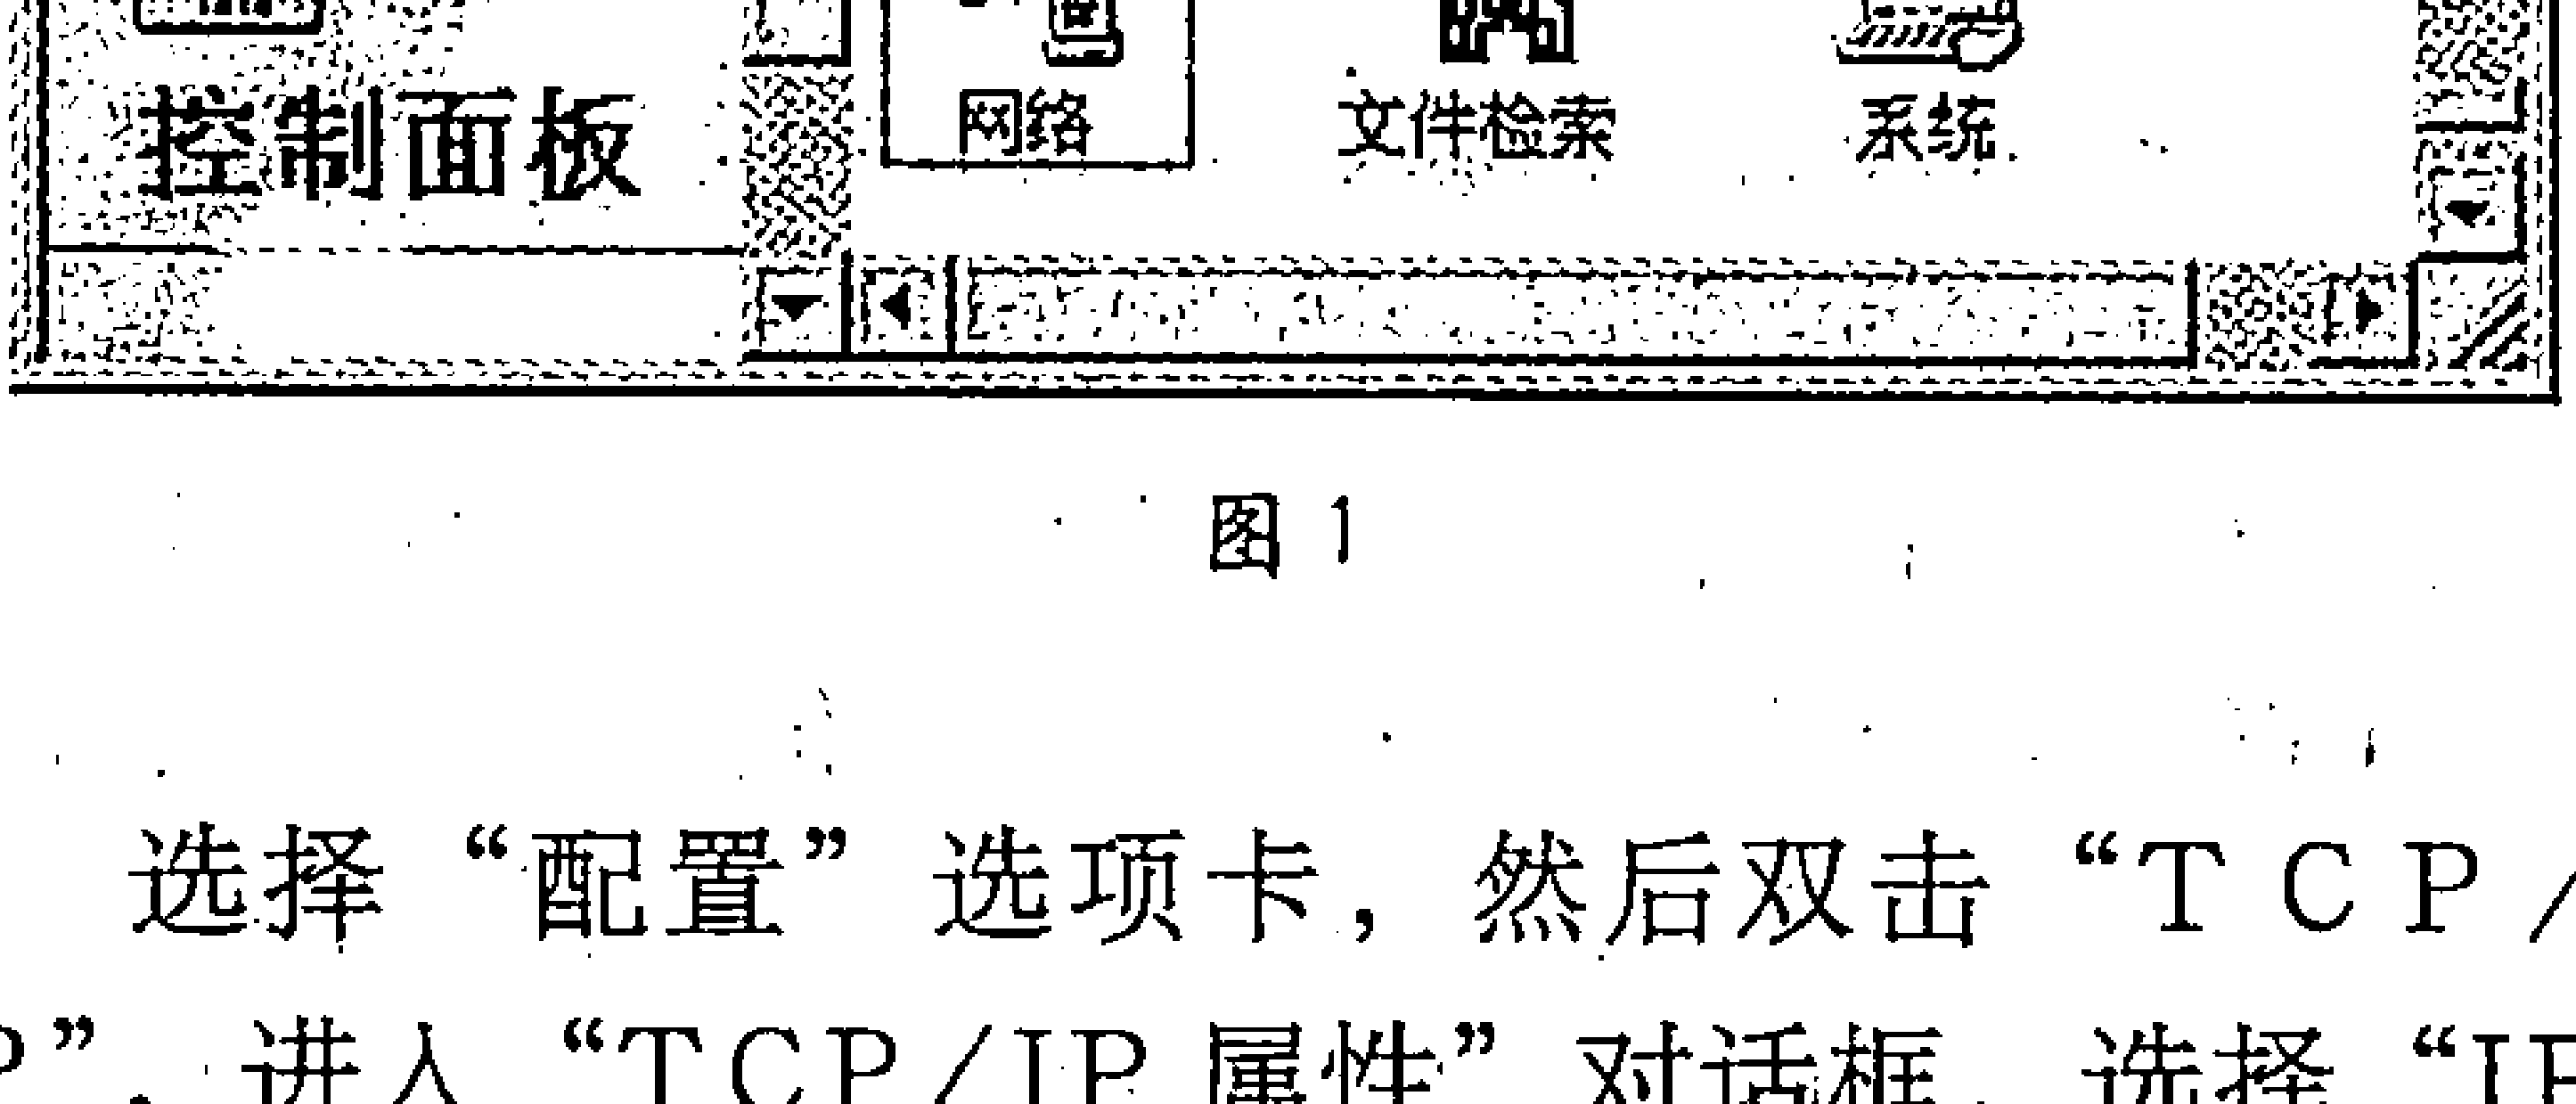 控制面板 网络 文件检索 系统
图 1
选择 “配置” 选项卡, 然后双击 “TCP/
P”, 进入 “TCP/IP 属性” 对话框, 选择 “IP